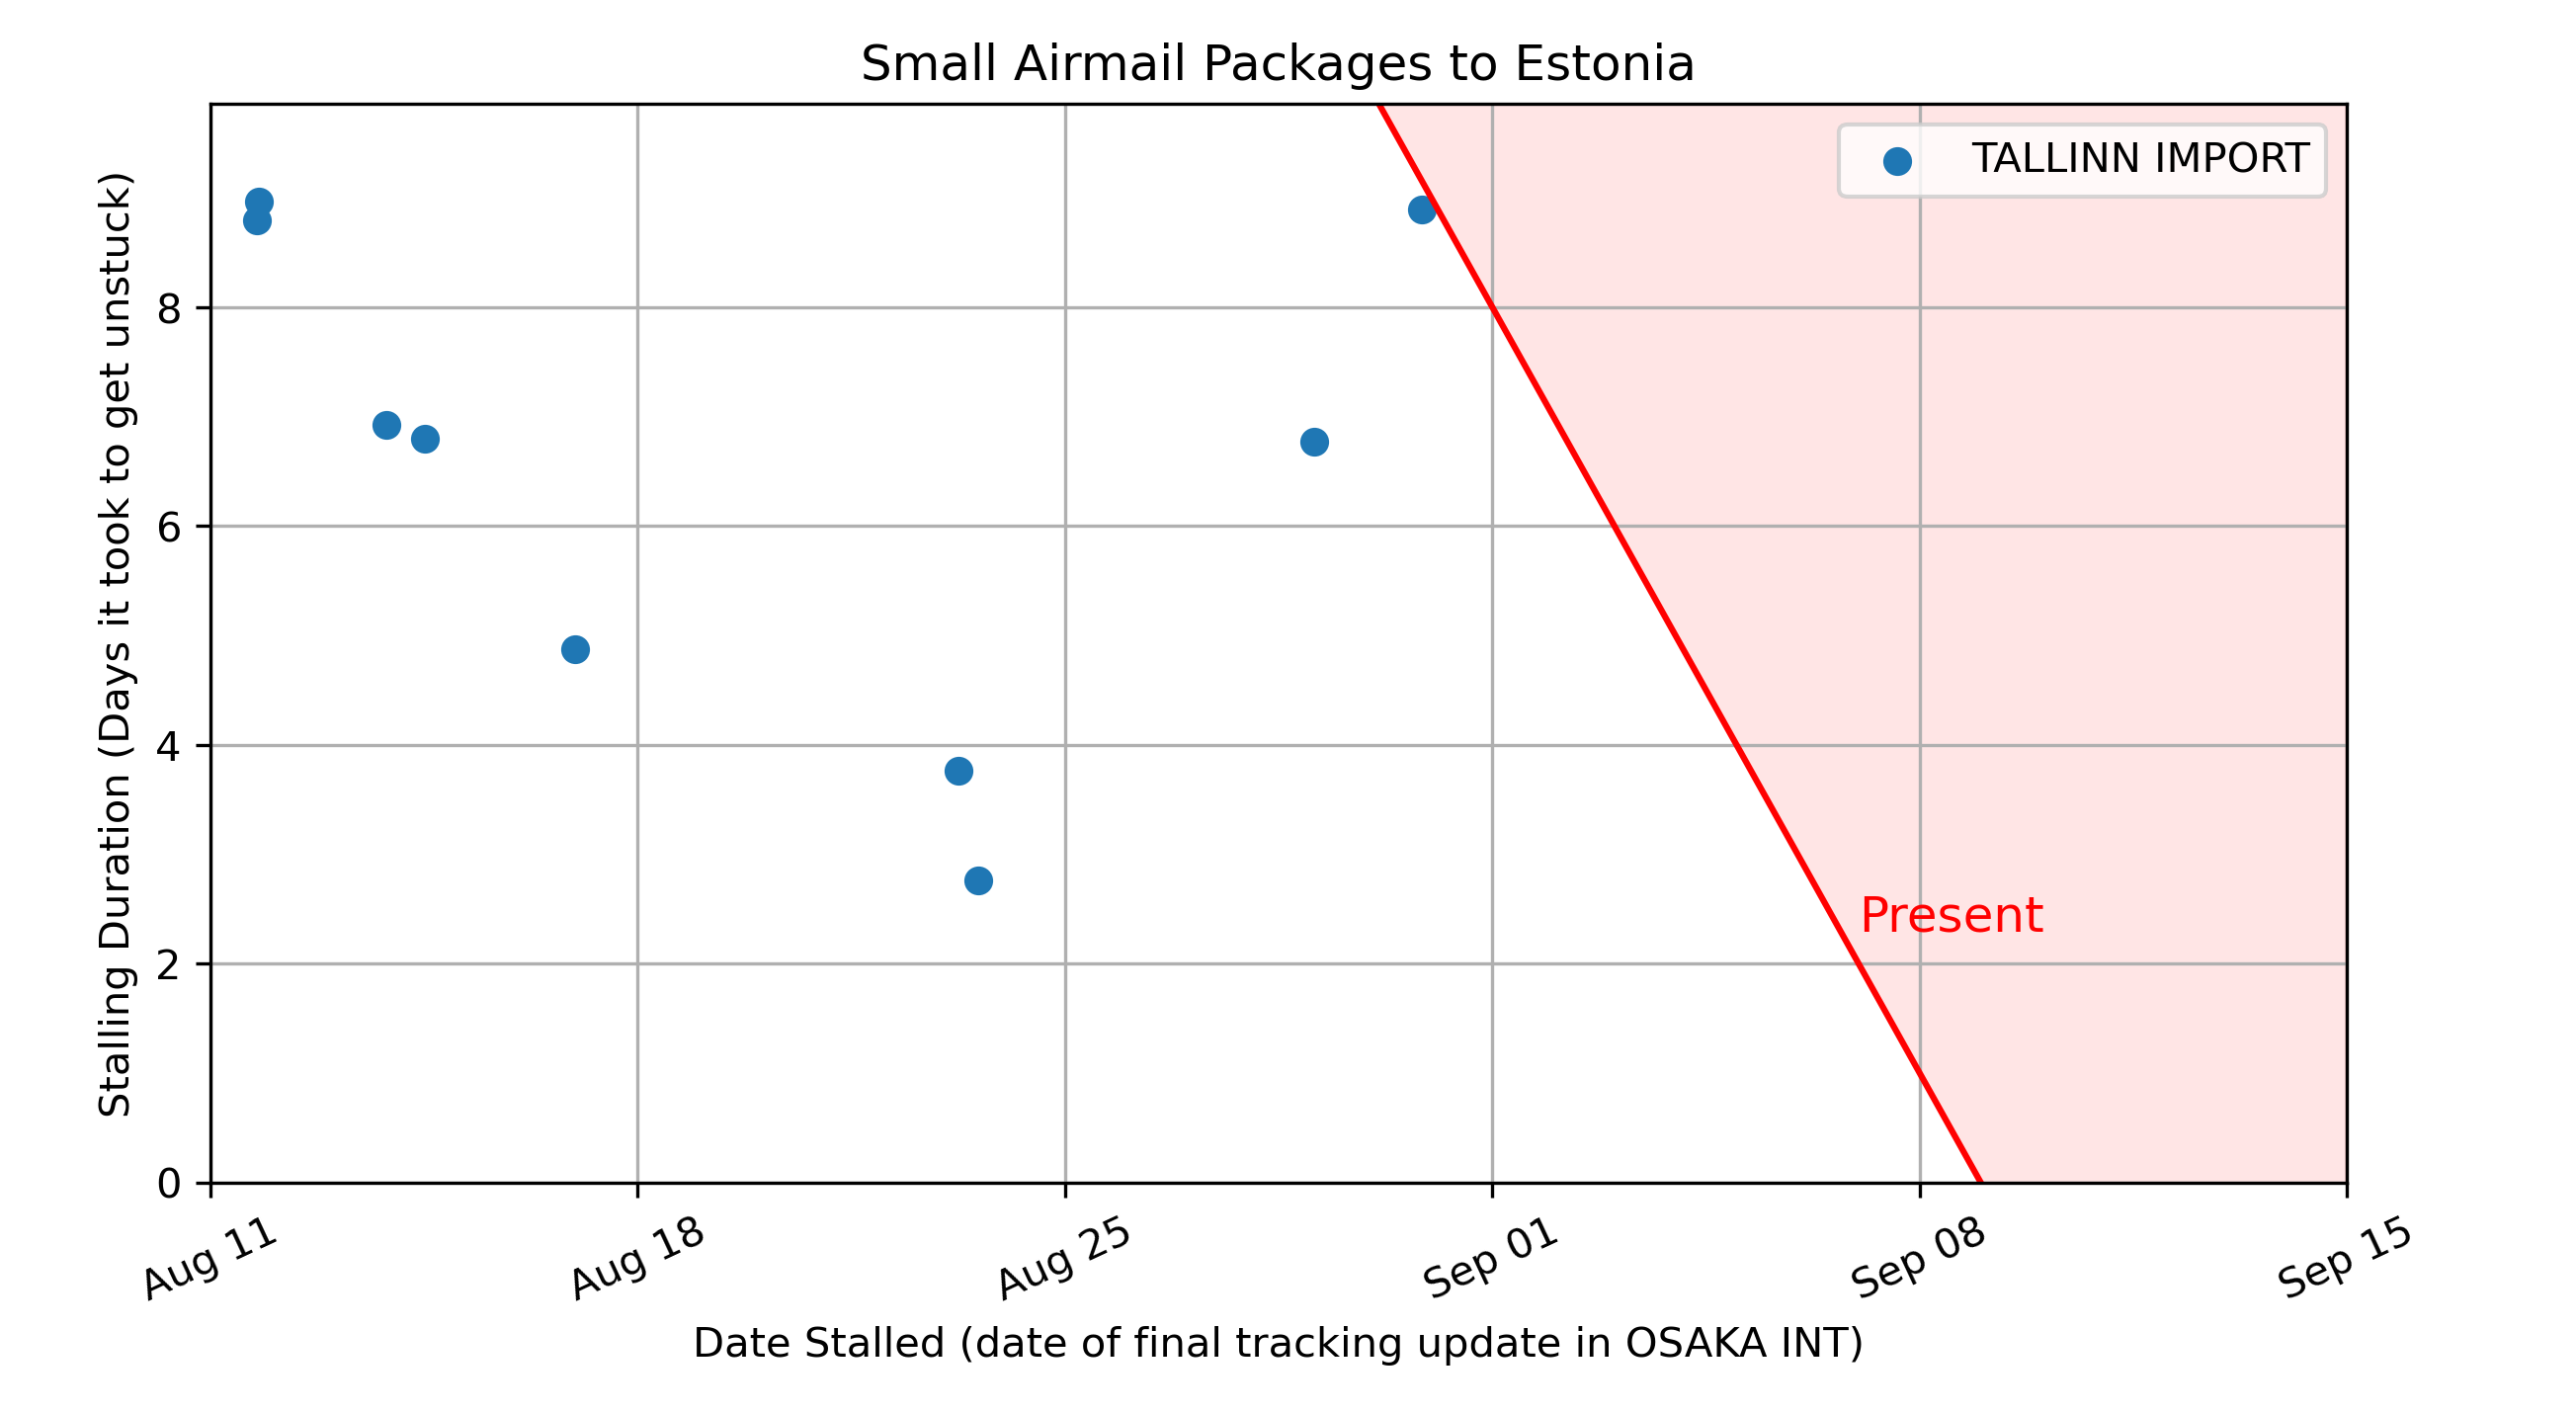 Small Airmail Packages to Estonia
TALLINN IMPORT
Stalling Duration (Days it took to get unstuck)
8
6
4
2
0
Present
Aug 11
Aug 18
Aug 25
Sep 01
Sep 08
Sep 15
Date Stalled (date of final tracking update in OSAKA INT)